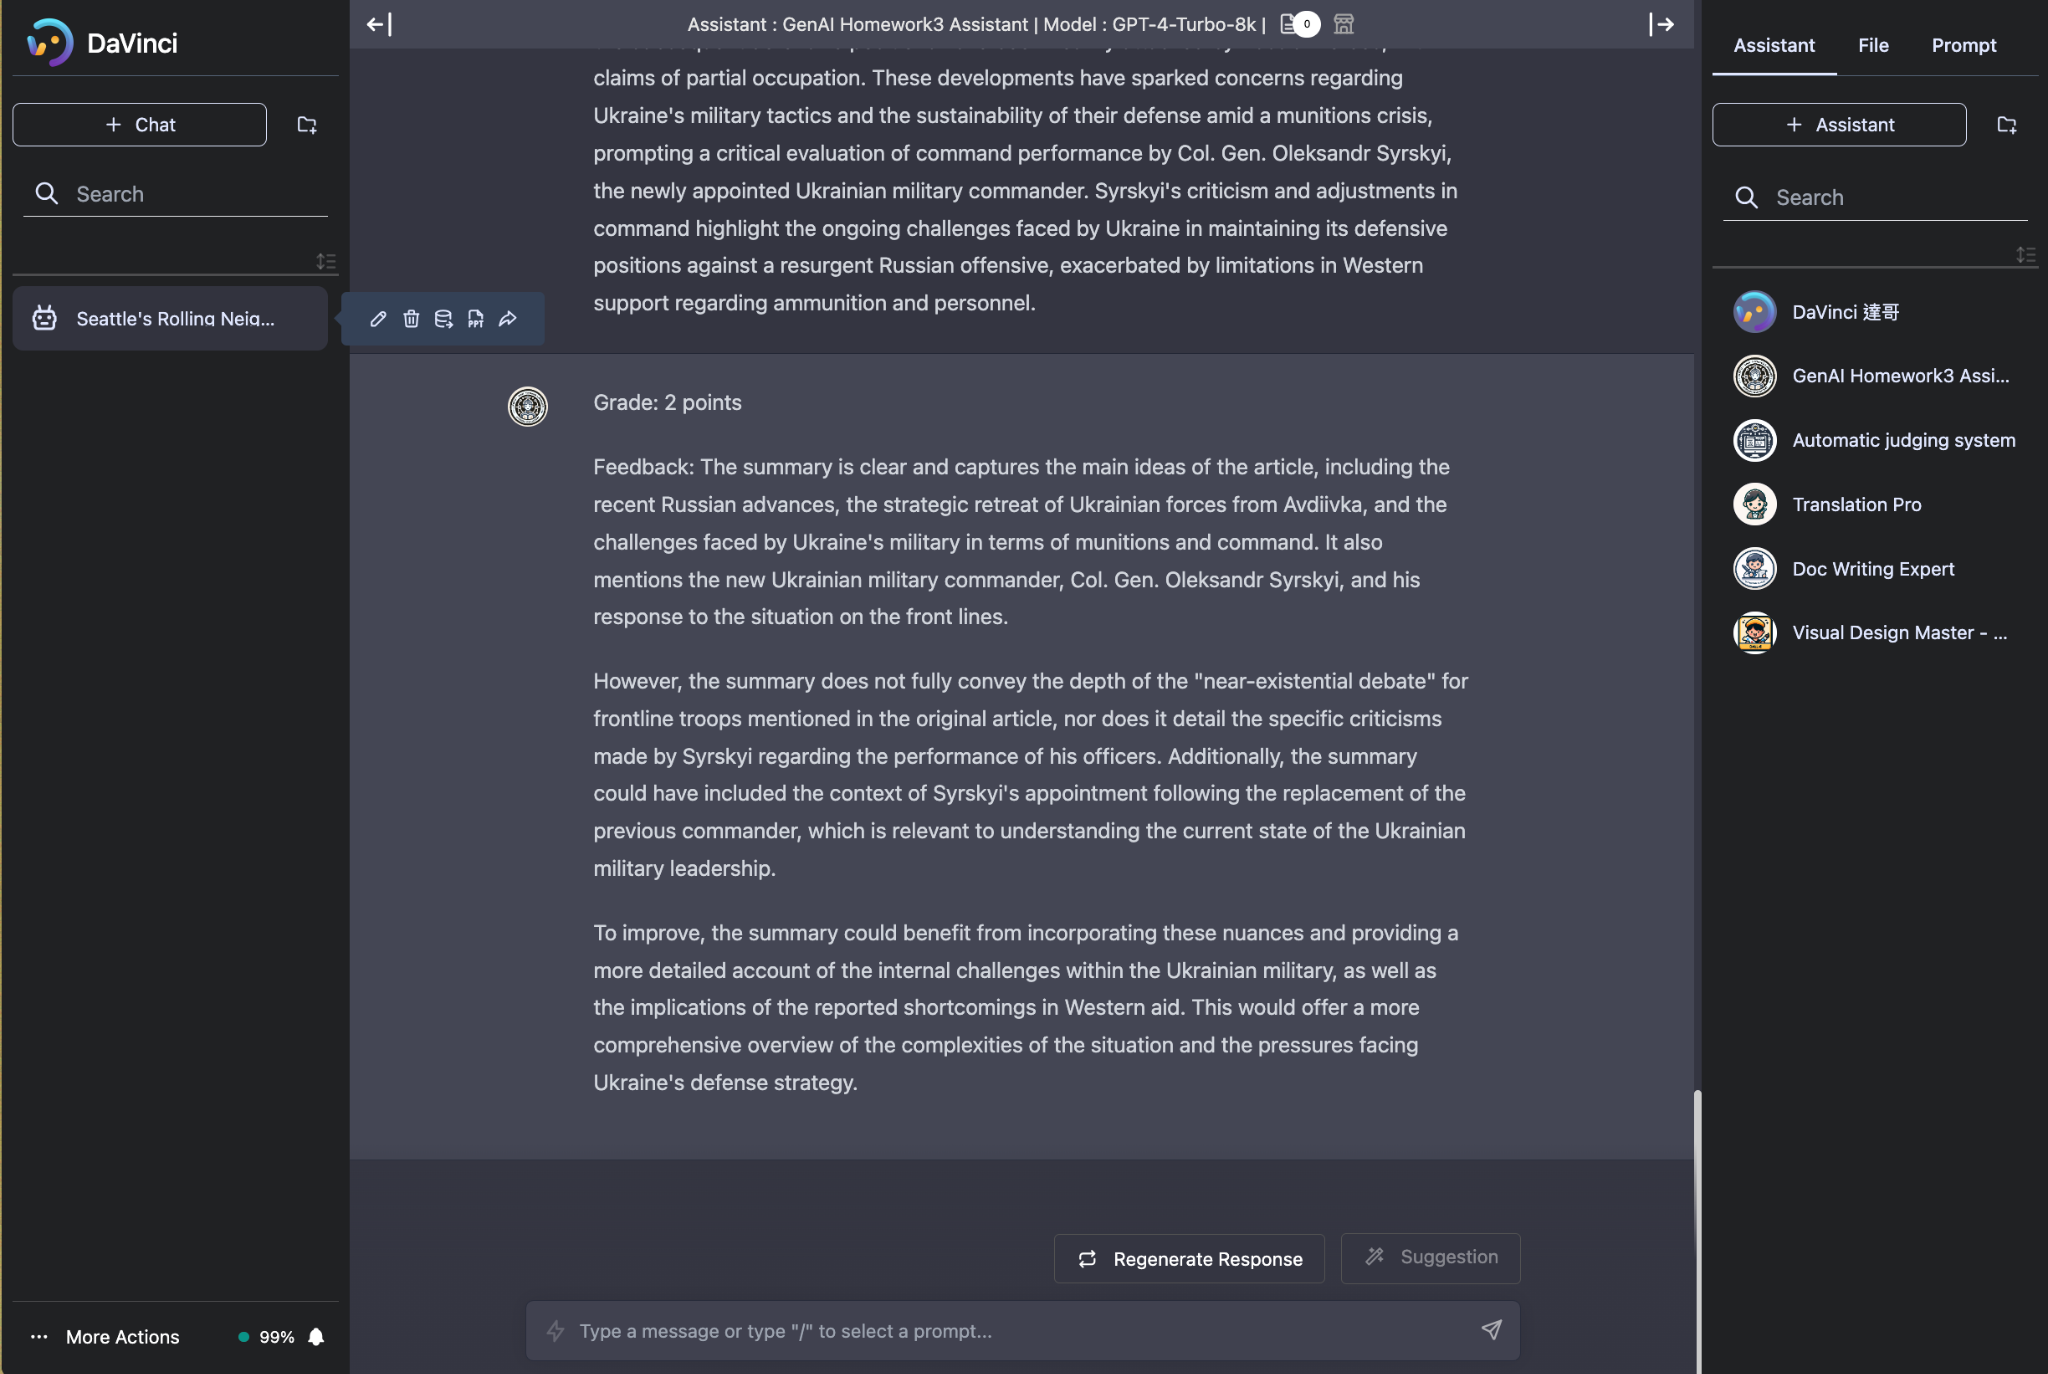 DaVinci
+ Chat
Search
Seattle's Rolling Neig...
PPT
More Actions
99%
Assistant : GenAI Homework3 Assistant | Model : GPT-4-Turbo-8k |
0
claims of partial occupation. These developments have sparked concerns regarding
Ukraine's military tactics and the sustainability of their defense amid a munitions crisis,
prompting a critical evaluation of command performance by Col. Gen. Oleksandr Syrskyi,
the newly appointed Ukrainian military commander. Syrskyi's criticism and adjustments in
command highlight the ongoing challenges faced by Ukraine in maintaining its defensive
positions against a resurgent Russian offensive, exacerbated by limitations in Western
support regarding ammunition and personnel.
Grade: 2 points
Feedback: The summary is clear and captures the main ideas of the article, including the
recent Russian advances, the strategic retreat of Ukrainian forces from Avdiivka, and the
challenges faced by Ukraine's military in terms of munitions and command. It also
mentions the new Ukrainian military commander, Col. Gen. Oleksandr Syrskyi, and his
response to the situation on the front lines.
However, the summary does not fully convey the depth of the "near-existential debate" for
frontline troops mentioned in the original article, nor does it detail the specific criticisms
made by Syrskyi regarding the performance of his officers. Additionally, the summary
could have included the context of Syrskyi's appointment following the replacement of the
previous commander, which is relevant to understanding the current state of the Ukrainian
military leadership.
To improve, the summary could benefit from incorporating these nuances and providing a
more detailed account of the internal challenges within the Ukrainian military, as well as
the implications of the reported shortcomings in Western aid. This would offer a more
comprehensive overview of the complexities of the situation and the pressures facing
Ukraine's defense strategy.
Regenerate Response
Suggestion
Type a message or type "/" to select a prompt...
Assistant File Prompt
+ Assistant
Search
DaVinci 達哥
GenAI Homework3 Assi...
Automatic judging system
Translation Pro
Doc Writing Expert
Visual Design Master - ...